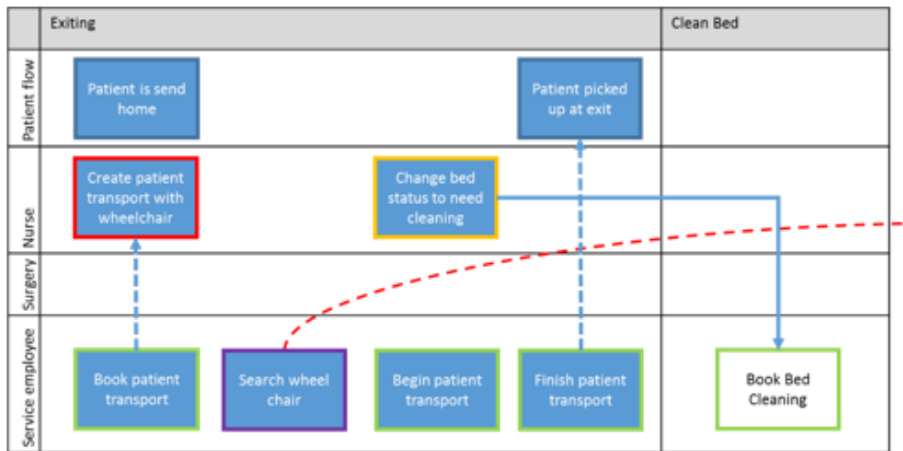 Exiting
Clean Bed
Patient flow
Patient is send
home
Patient picked
up at exit
Nurse
Create patient
transport with
wheelchair
Change bed
status to need
cleaning
Surgery
Service employee
Book patient
transport
Search wheel
chair
Begin patient
transport
Finish patient
transport
Book Bed
Cleaning